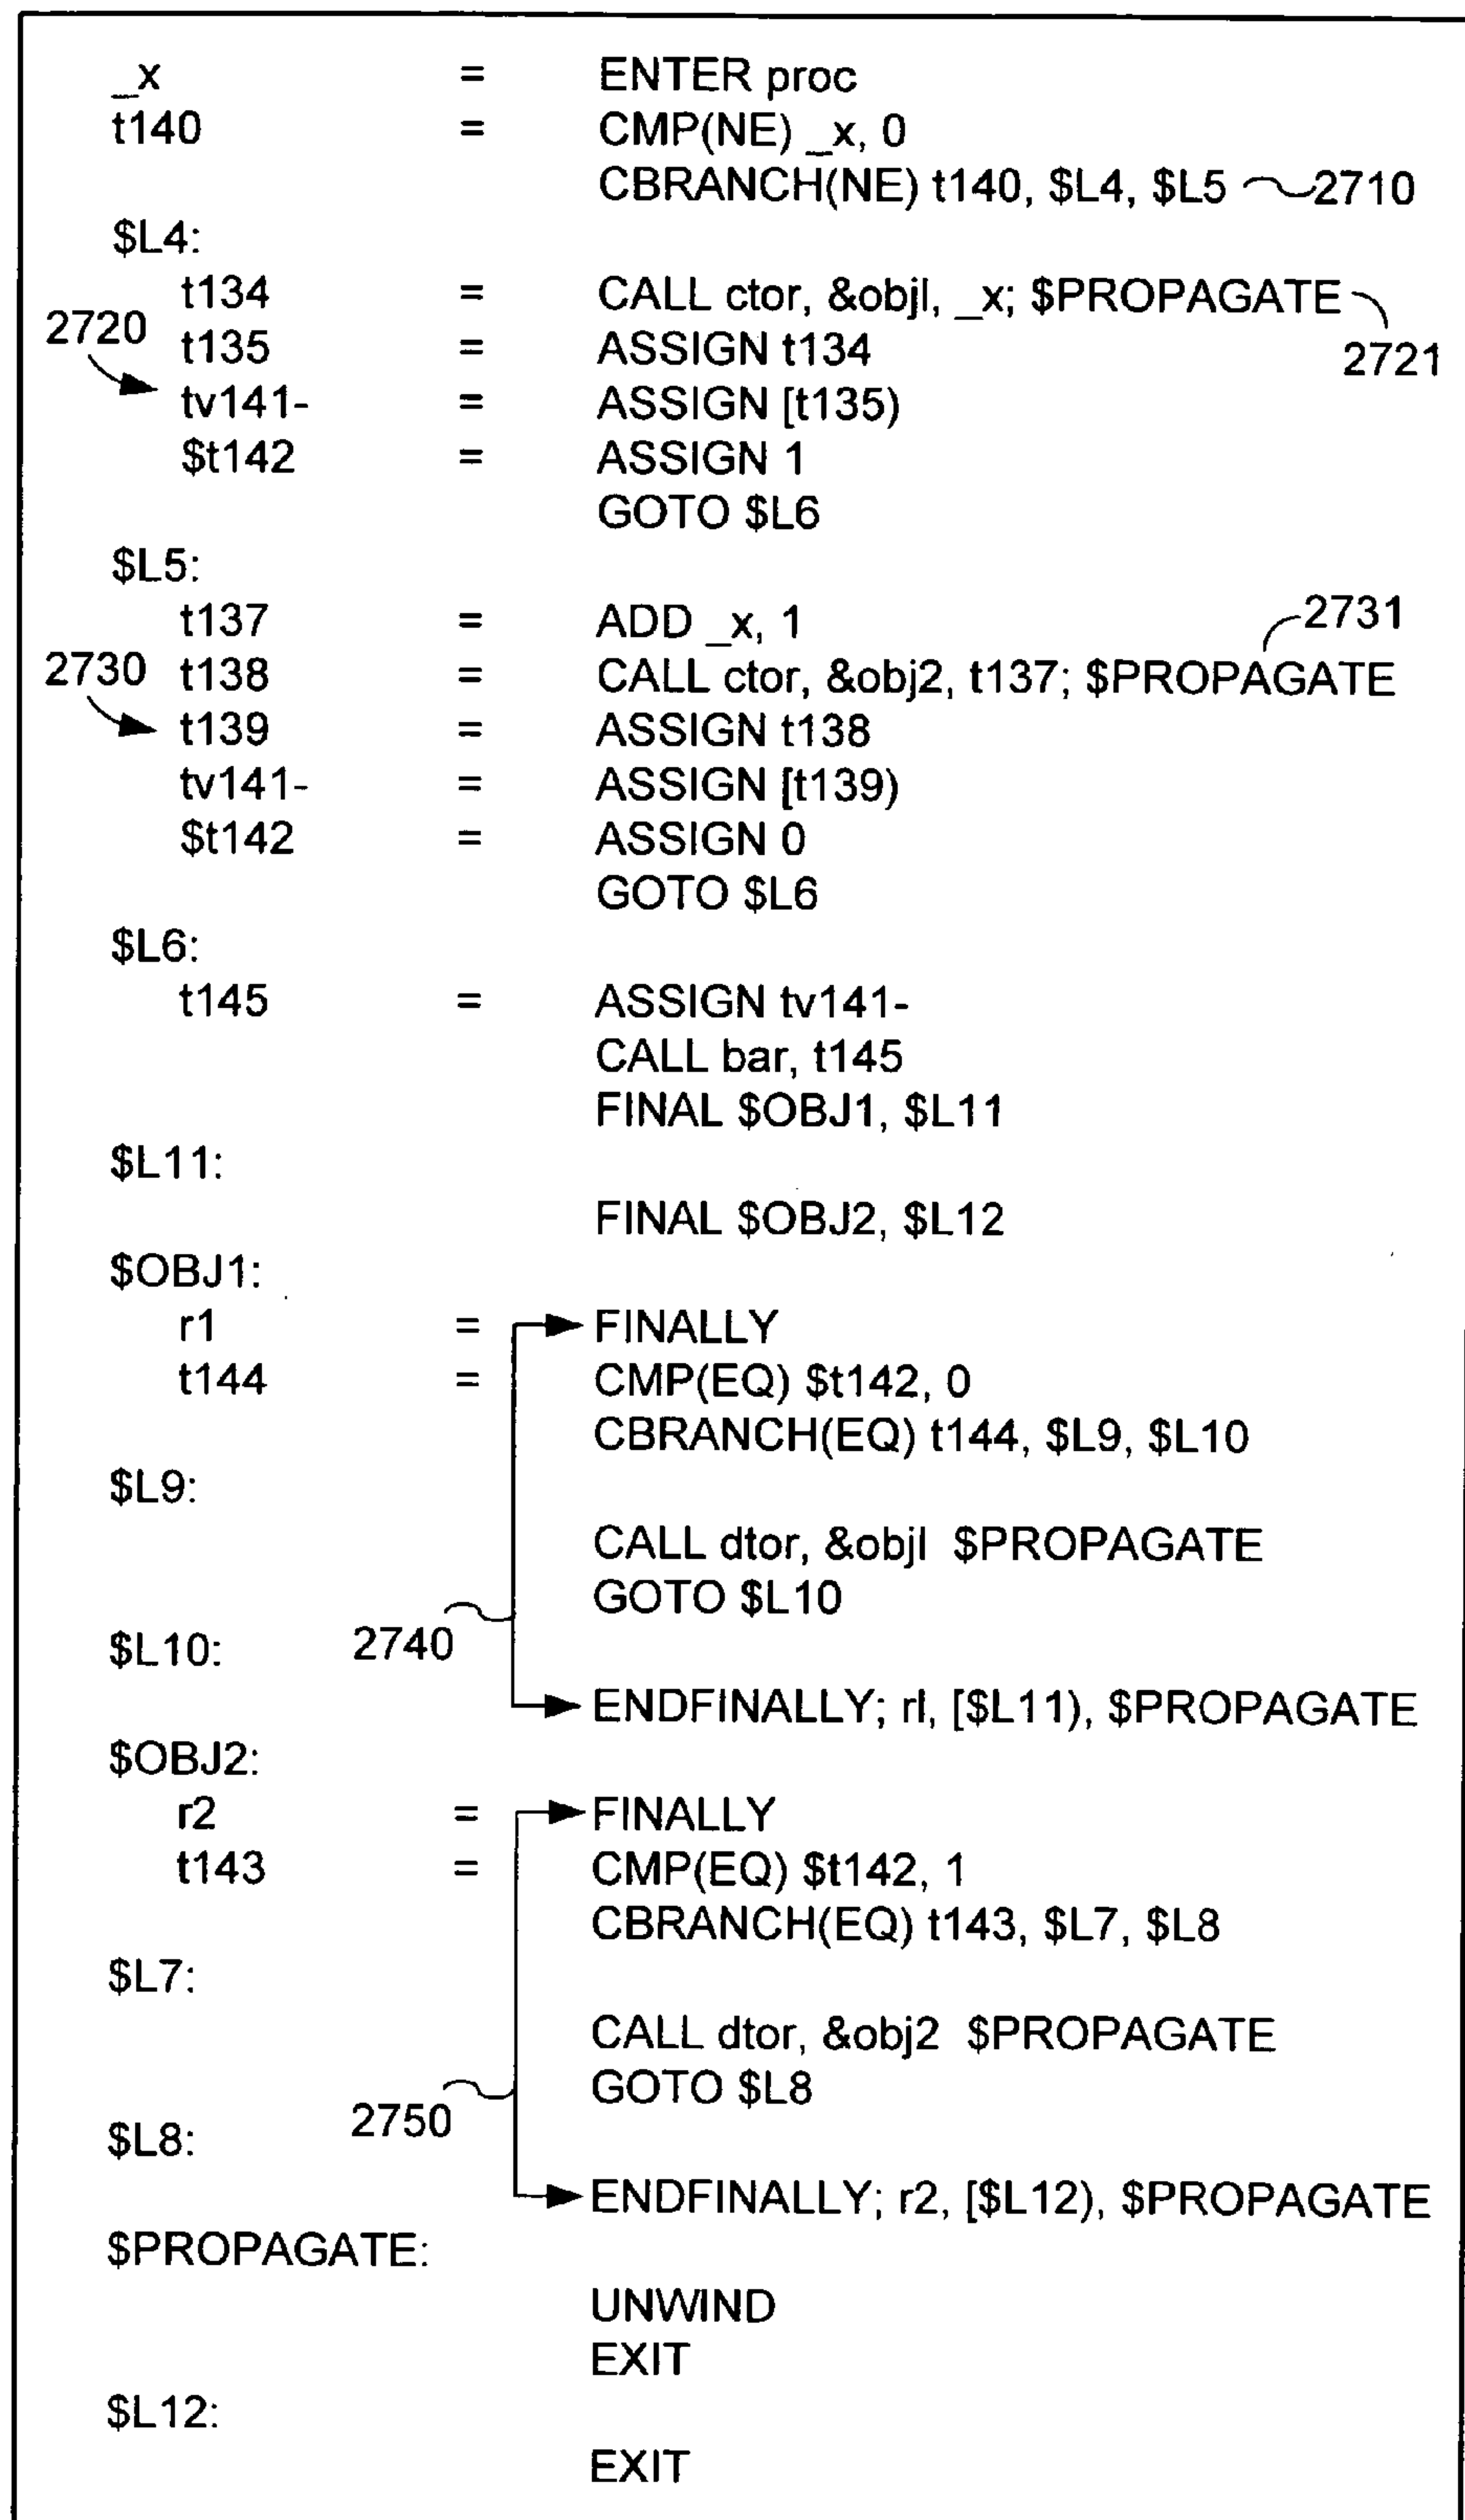 _x = ENTER proc
t140 = CMP(NE) _x, 0
CBRANCH(NE) t140, $L4, $L5 2710
$L4:
t134 = CALL ctor, &objl, _x; $PROPAGATE
2720 t135 = ASSIGN t134 2721
tv141- = ASSIGN [t135)
$t142 = ASSIGN 1
GOTO $L6
$L5:
t137 = ADD _x, 1 2731
2730 t138 = CALL ctor, &obj2, t137; $PROPAGATE
t139 = ASSIGN t138
tv141- = ASSIGN [t139)
$t142 = ASSIGN 0
GOTO $L6
$L6:
t145 = ASSIGN tv141-
CALL bar, t145
FINAL $OBJ1, $L11
$L11:
FINAL $OBJ2, $L12
$OBJ1:
r1 = FINALLY
t144 = CMP(EQ) $t142, 0
CBRANCH(EQ) t144, $L9, $L10
$L9:
CALL dtor, &objl $PROPAGATE
GOTO $L10
$L10: 2740
ENDFINALLY; rl, [$L11), $PROPAGATE
$OBJ2:
r2 = FINALLY
t143 = CMP(EQ) $t142, 1
CBRANCH(EQ) t143, $L7, $L8
$L7:
CALL dtor, &obj2 $PROPAGATE
GOTO $L8
$L8: 2750
ENDFINALLY; r2, [$L12), $PROPAGATE
$PROPAGATE:
UNWIND
EXIT
$L12:
EXIT